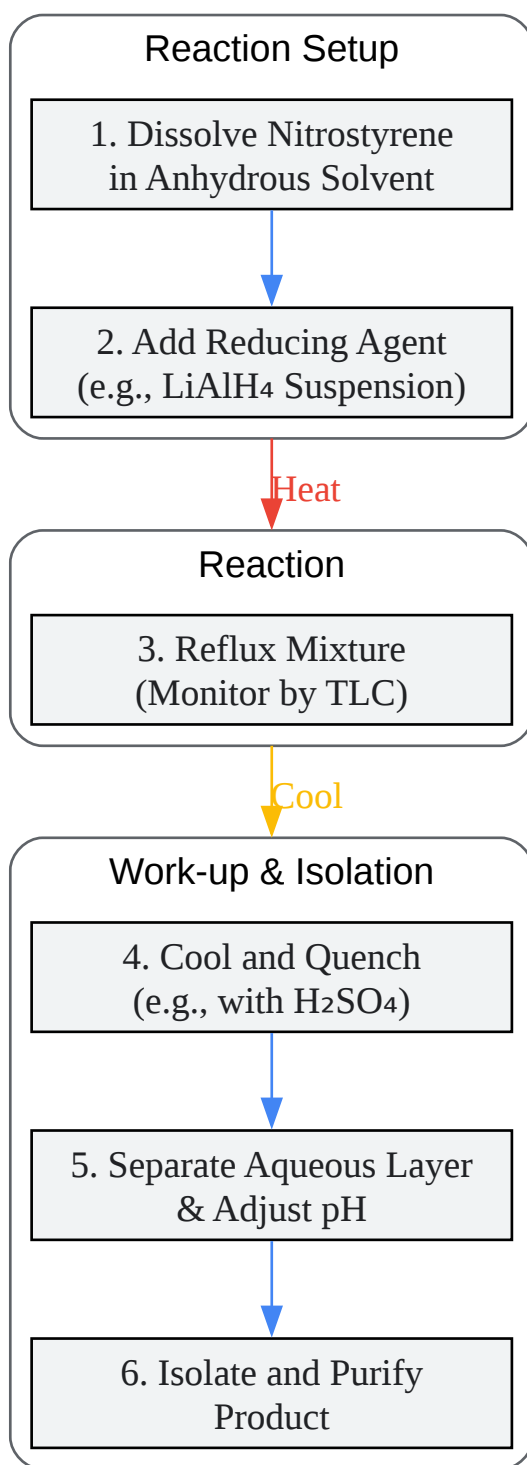 Reaction Setup
1. Dissolve Nitrostyrene
in Anhydrous Solvent
2. Add Reducing Agent
(e.g., LiAlH₄ Suspension)
Heat
Reaction
3. Reflux Mixture
(Monitor by TLC)
Cool
Work-up & Isolation
4. Cool and Quench
(e.g., with H₂SO₄)
5. Separate Aqueous Layer
& Adjust pH
6. Isolate and Purify
Product